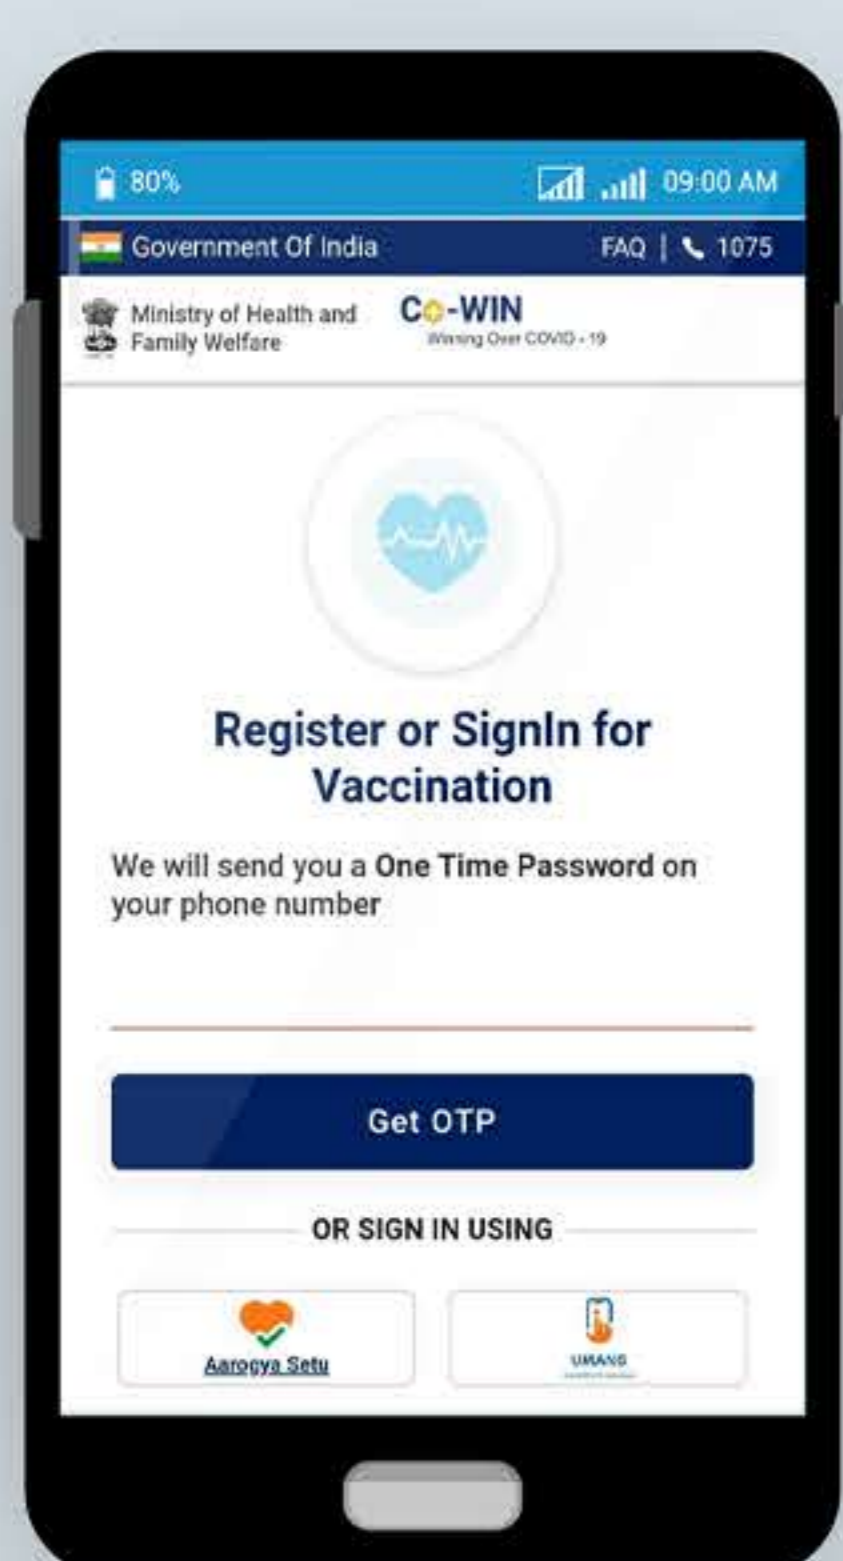 80% 09:00 AM
Government Of India FAQ | 1075
Ministry of Health and
Family Welfare
Co-WIN
Winning Over COVID - 19
Register or SignIn for
Vaccination
We will send you a One Time Password on
your phone number
Get OTP
OR SIGN IN USING
Aarogya Setu
UMANG